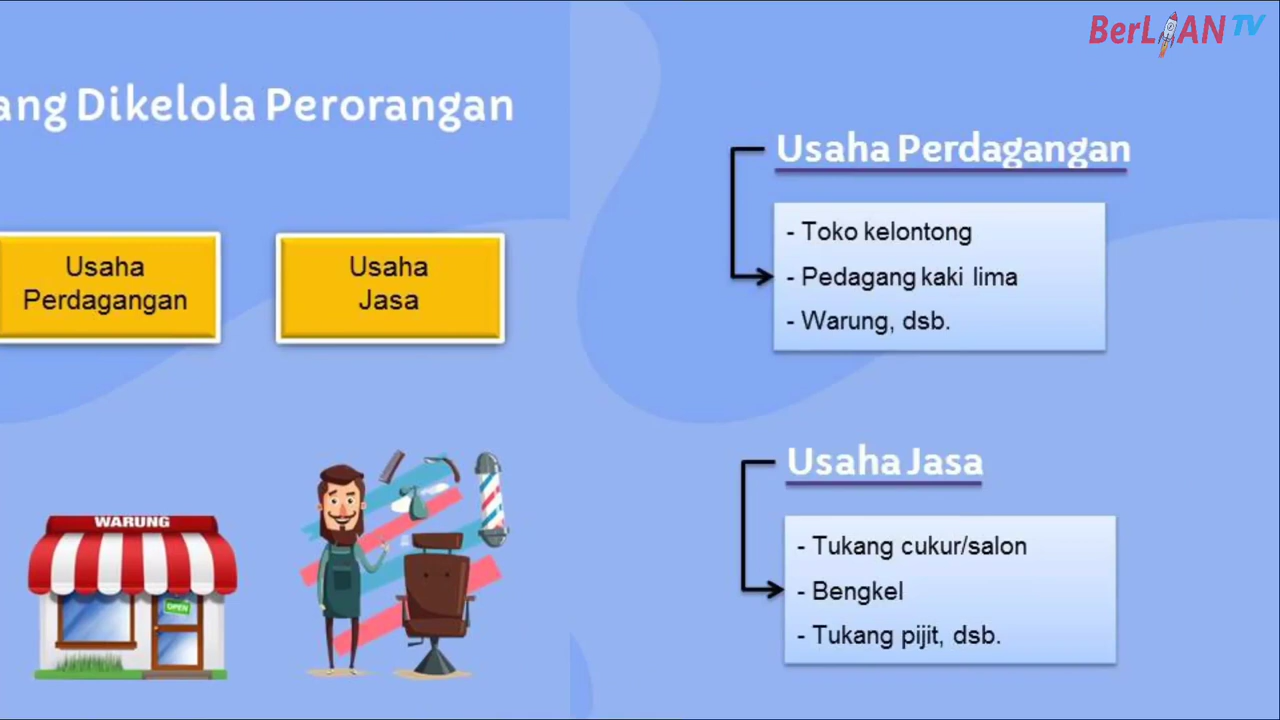 BerLIAN TV
ang Dikelola Perorangan
Usaha
Perdagangan
Usaha
Jasa
WARUNG
OPEN
Usaha Perdagangan
- Toko kelontong
- Pedagang kaki lima
- Warung, dsb.
Usaha Jasa
- Tukang cukur/salon
- Bengkel
- Tukang pijit, dsb.